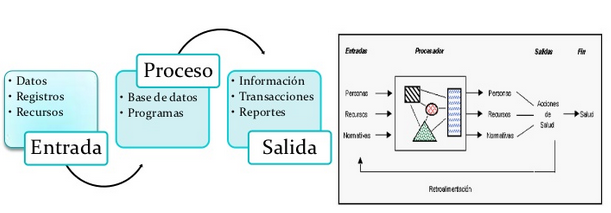 • Datos
• Registros
• Recursos
Entrada
Proceso
• Base de datos
• Programas
• Información
• Transacciones
• Reportes
Salida
Entradas Procesador Salidas Fin
Personas Personas
Recursos Recursos
Normativas Normativas
Acciones
de
Salud
Salud
Retroalimentación